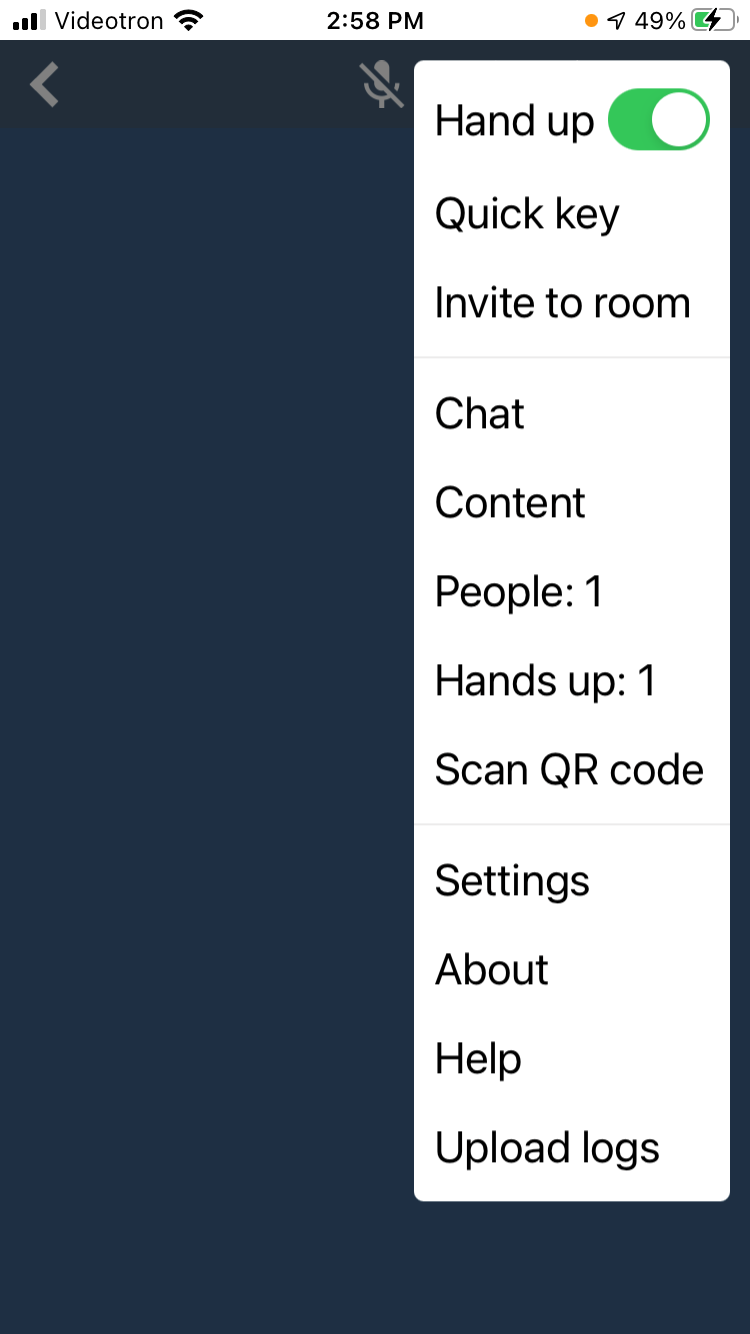 Videotron 2:58 PM 49%
Hand up
Quick key
Invite to room
Chat
Content
People: 1
Hands up: 1
Scan QR code
Settings
About
Help
Upload logs